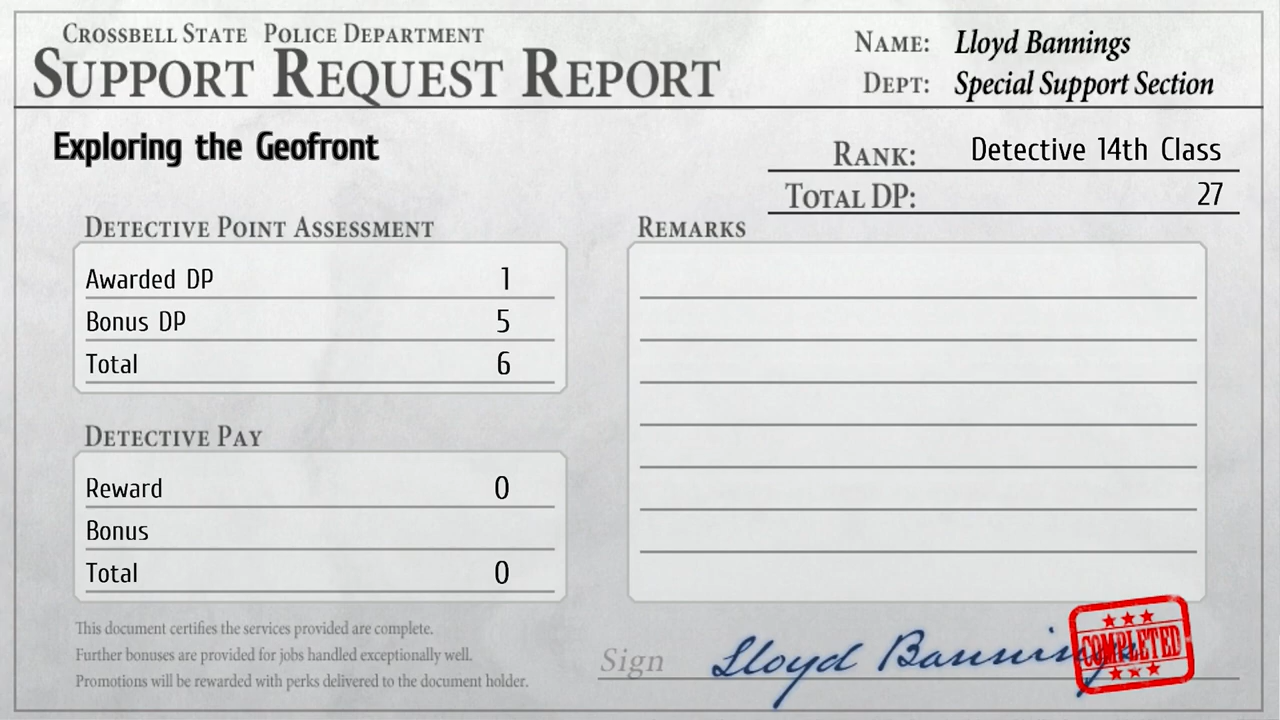 CROSSBELL STATE POLICE DEPARTMENT
SUPPORT REQUEST REPORT
NAME: Lloyd Bannings
DEPT: Special Support Section
Exploring the Geofront
RANK: Detective 14th Class
TOTAL DP: 27
DETECTIVE POINT ASSESSMENT
Awarded DP 1
Bonus DP 5
Total 6
DETECTIVE PAY
Reward 0
Bonus
Total 0
REMARKS
This document certifies the services provided are complete.
Further bonuses are provided for jobs handled exceptionally well.
Promotions will be rewarded with perks delivered to the document holder.
Sign Lloyd Bannings
COMPLETED